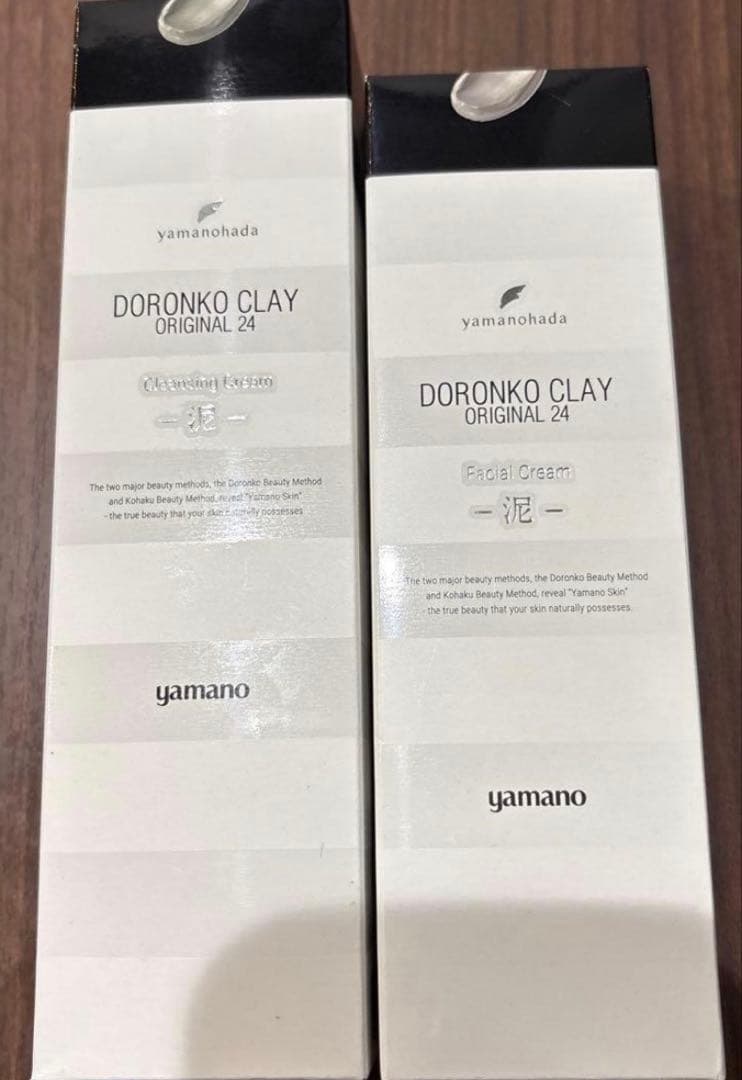 yamanohada
DORONKO CLAY
ORIGINAL 24
Cleansing Cream
– 泥 –
The two major beauty methods, the Doronko Beauty Method
and Kohaku Beauty Method, reveal "Yamano Skin"
- the true beauty that your skin naturally possesses
yamano
yamanohada
DORONKO CLAY
ORIGINAL 24
Facial Cream
– 泥 –
The two major beauty methods, the Doronko Beauty Method
and Kohaku Beauty Method, reveal "Yamano Skin"
- the true beauty that your skin naturally possesses.
yamano